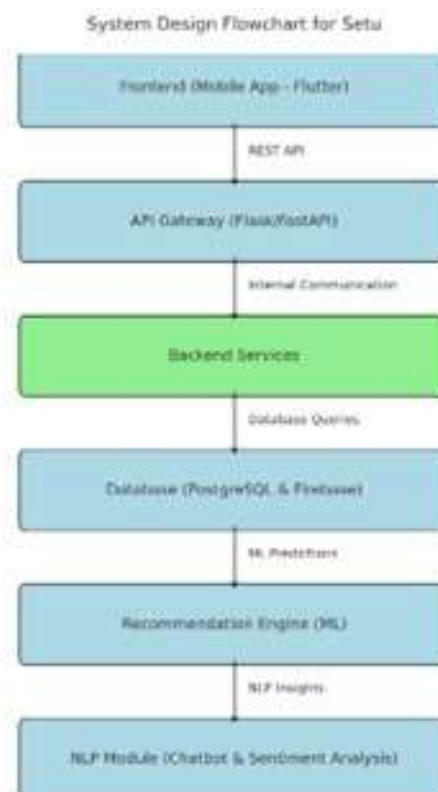 System Design Flowchart for Setu
Frontend (Mobile App - Flutter)
REST API
API Gateway (Flask/FastAPI)
Internal Communication
Backend Services
Database Queries
Database (PostgreSQL & Firebase)
ML Predictions
Recommendation Engine (ML)
NLP Insights
NLP Module (Chatbot & Sentiment Analysis)